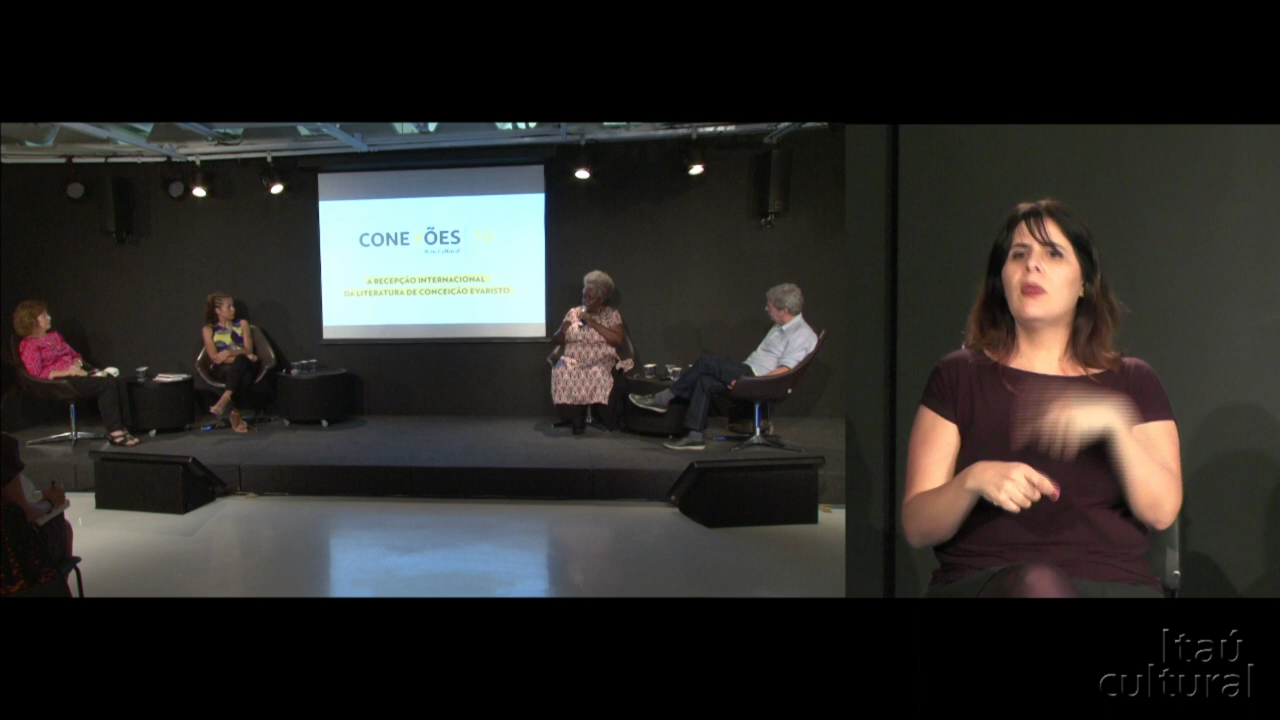 CONE ÕES
A RECEPÇÃO INTERNACIONAL
DA LITERATURA DE CONCEIÇÃO EVARISTO
Itaú
cultural